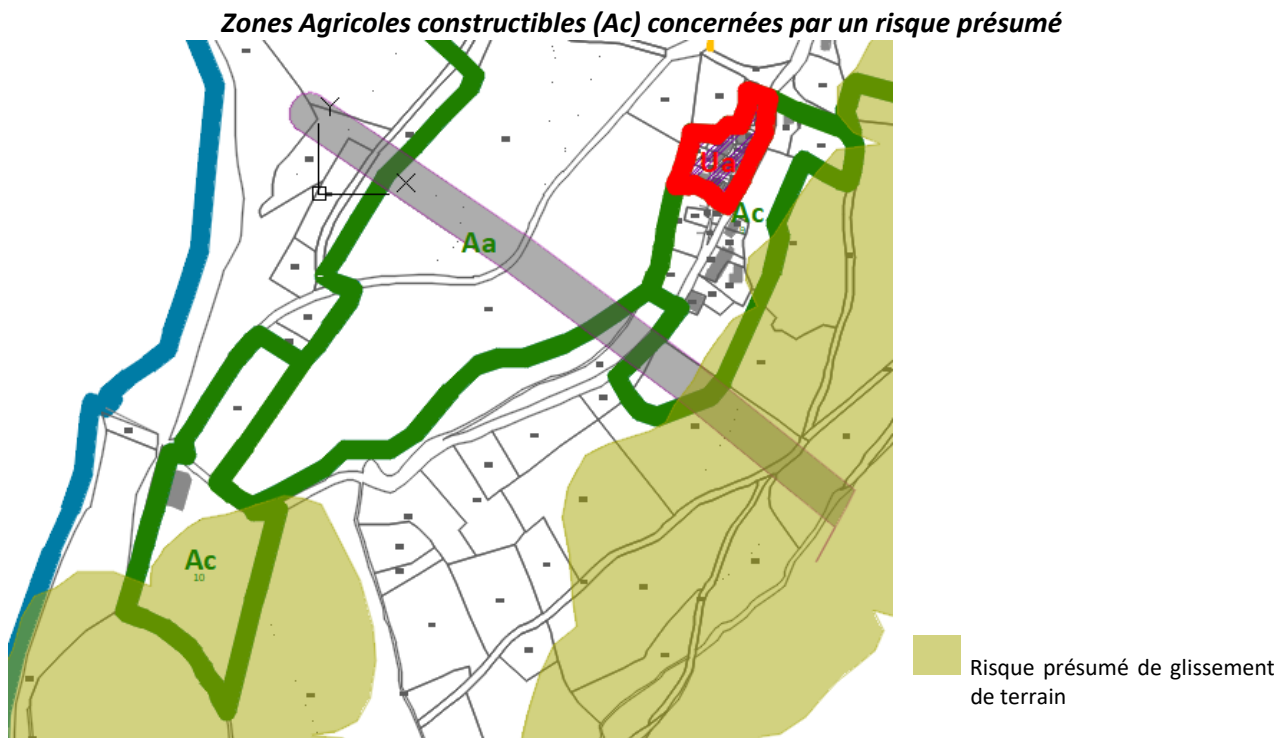 Zones Agricoles constructibles (Ac) concernées par un risque présumé
Y
X
Ua
Ac
Aa
Ac
10
Risque présumé de glissement
de terrain